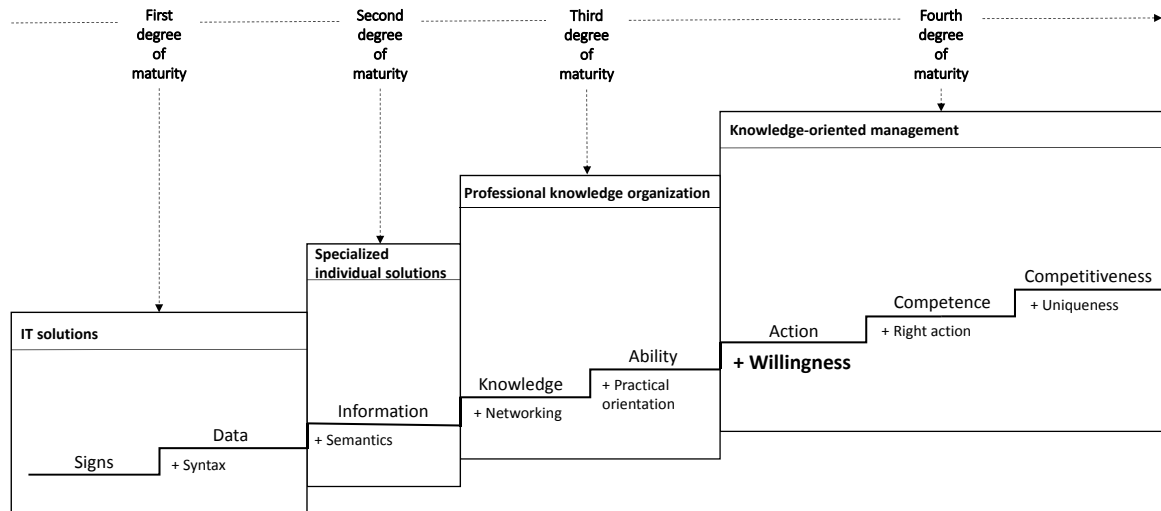 First
degree
of
maturity
Second
degree
of
maturity
Third
degree
of
maturity
Fourth
degree
of
maturity
Knowledge-oriented management
Professional knowledge organization
Specialized
individual solutions
IT solutions
Competitiveness
+ Uniqueness
Competence
+ Right action
Action
+ Willingness
Ability
+ Practical
orientation
Knowledge
+ Networking
Information
+ Semantics
Data
+ Syntax
Signs